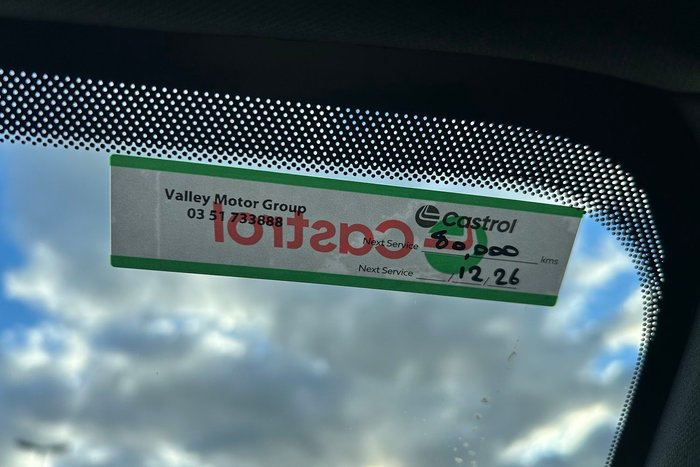 Valley Motor Group
03 51 733888
Castrol
Next Service 80,000 kms
Next Service / 12 / 26
Castrol